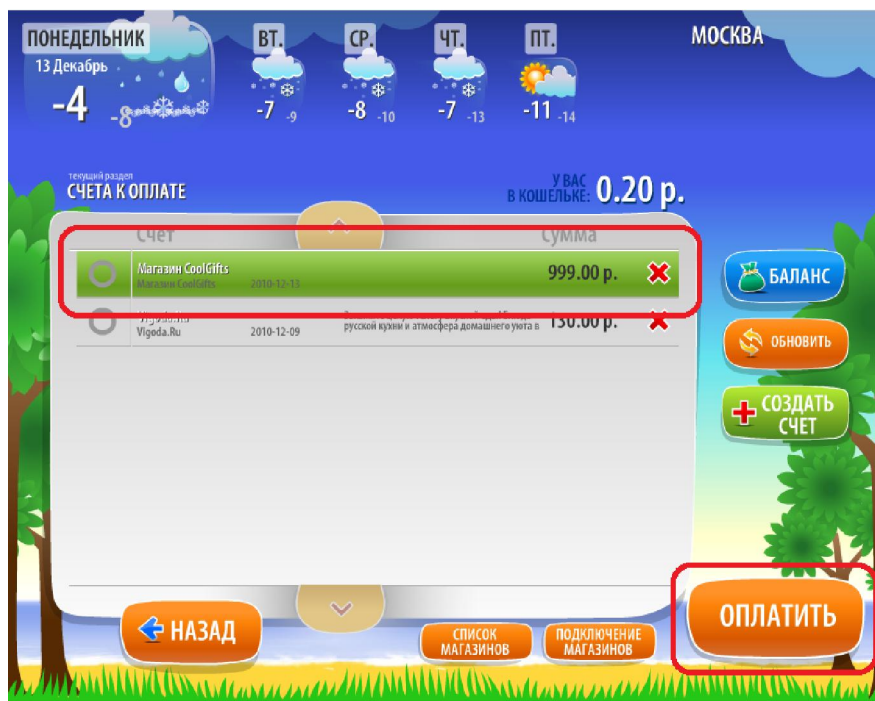 ПОНЕДЕЛЬНИК
13 Декабрь
-4 -8
ВТ.
-7 -9
СР.
-8 -10
ЧТ.
-7 -13
ПТ.
-11 -14
МОСКВА
текущий раздел
СЧЕТА К ОПЛАТЕ
У ВАС
В КОШЕЛЬКЕ: 0.20 р.
Счет Сумма
Магазин CoolGifts
Магазин CoolGifts 2010-12-13 999.00 р.
Vigoda.Ru
Vigoda.Ru 2010-12-09 русской кухни и атмосфера домашнего уюта в 130.00 р.
БАЛАНС
ОБНОВИТЬ
СОЗДАТЬ
СЧЕТ
ОПЛАТИТЬ
НАЗАД
СПИСОК
МАГАЗИНОВ
ПОДКЛЮЧЕНИЕ
МАГАЗИНОВ